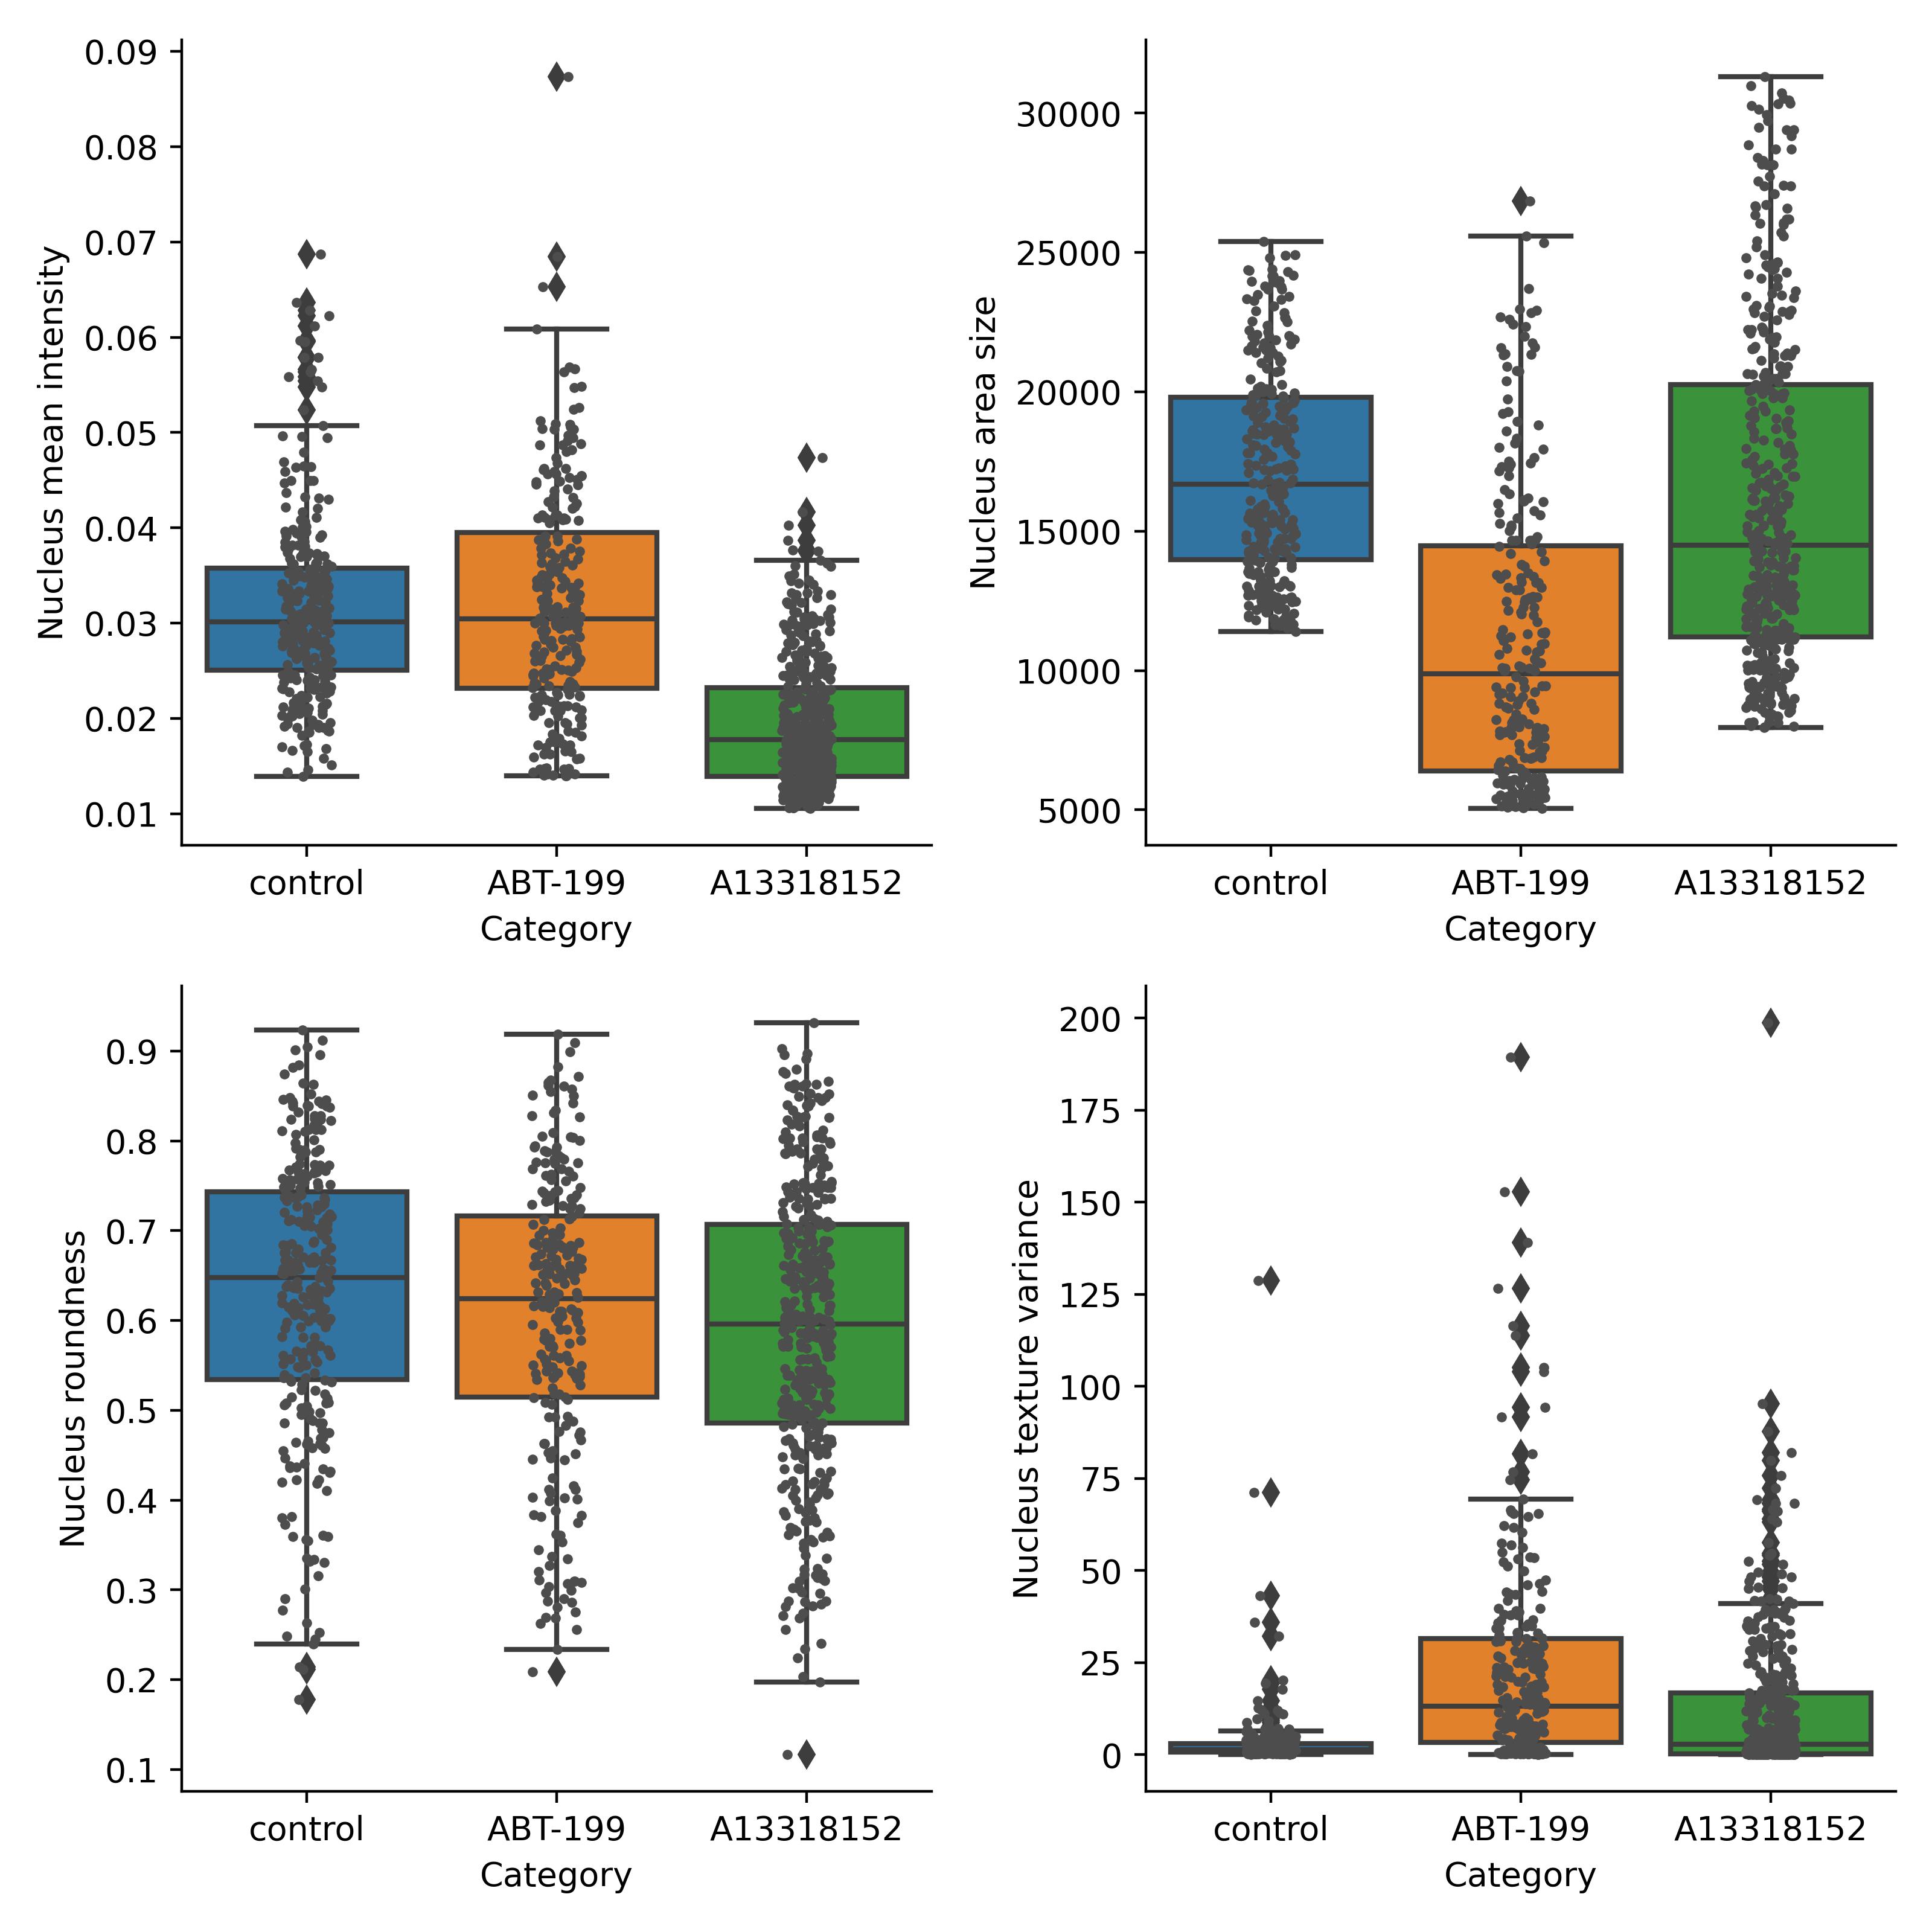 0.09
0.08
0.07
0.06
0.05
0.04
0.03
0.02
0.01
Nucleus mean intensity
control ABT-199 A13318152
Category
30000
25000
20000
15000
10000
5000
Nucleus area size
control ABT-199 A13318152
Category
0.9
0.8
0.7
0.6
0.5
0.4
0.3
0.2
0.1
Nucleus roundness
control ABT-199 A13318152
Category
200
175
150
125
100
75
50
25
0
Nucleus texture variance
control ABT-199 A13318152
Category